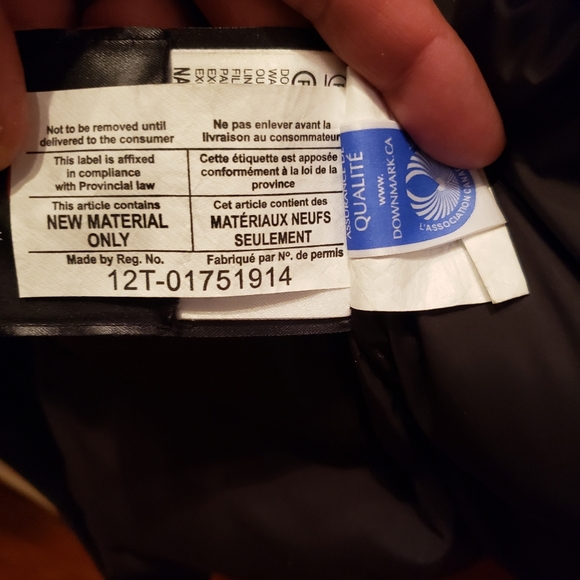 Not to be removed until
delivered to the consumer
Ne pas enlever avant la
livraison au consommateur
This label is affixed
in compliance
with Provincial law
Cette étiquette est apposée
conformément à la loi de la
province
This article contains
NEW MATERIAL
ONLY
Cet article contient des
MATÉRIAUX NEUFS
SEULEMENT
Made by Reg. No.
Fabriqué par Nº. de permis
12T-01751914
QUALITÉ
www.
DOWNMARK.CA
L'ASSOCIATION